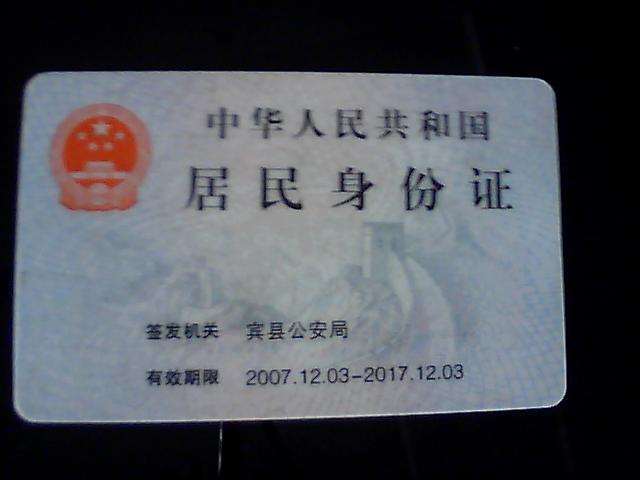 中华人民共和国
居民身份证
签发机关 宾县公安局
有效期限 2007.12.03-2017.12.03